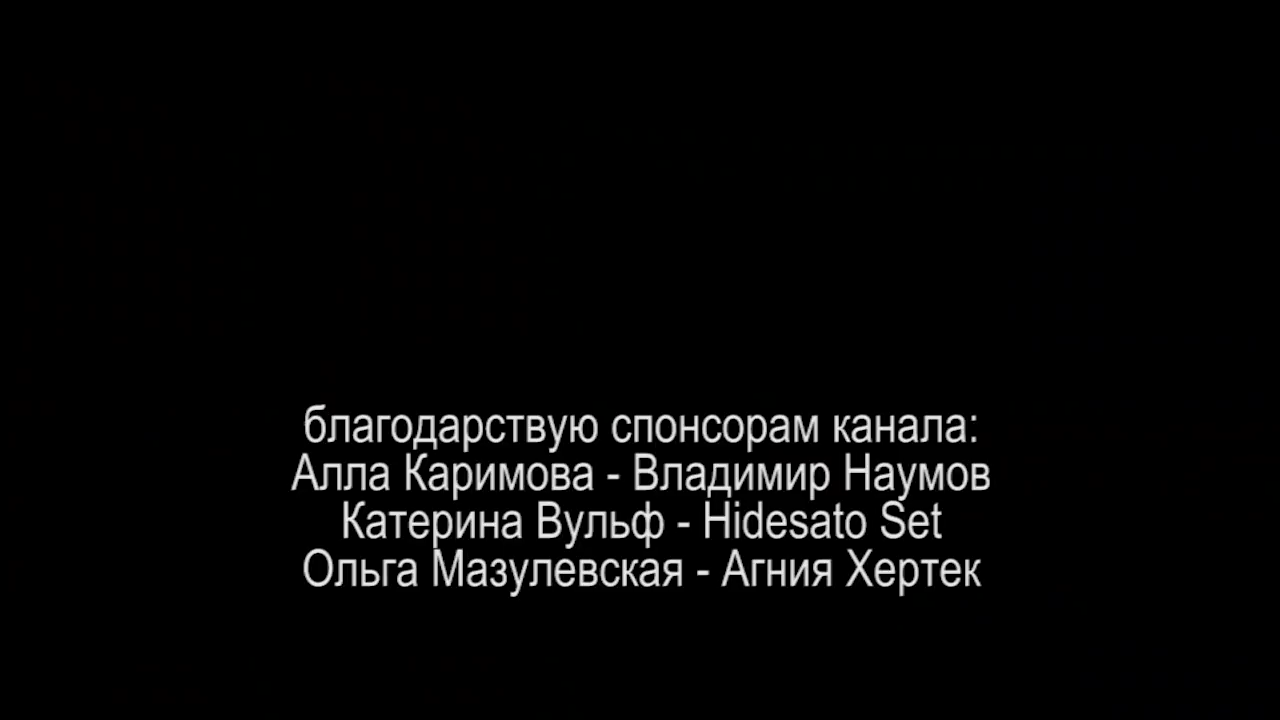 благодарствую спонсорам канала:
Алла Каримова - Владимир Наумов
Катерина Вульф - Hidesato Set
Ольга Мазулевская - Агния Хертек